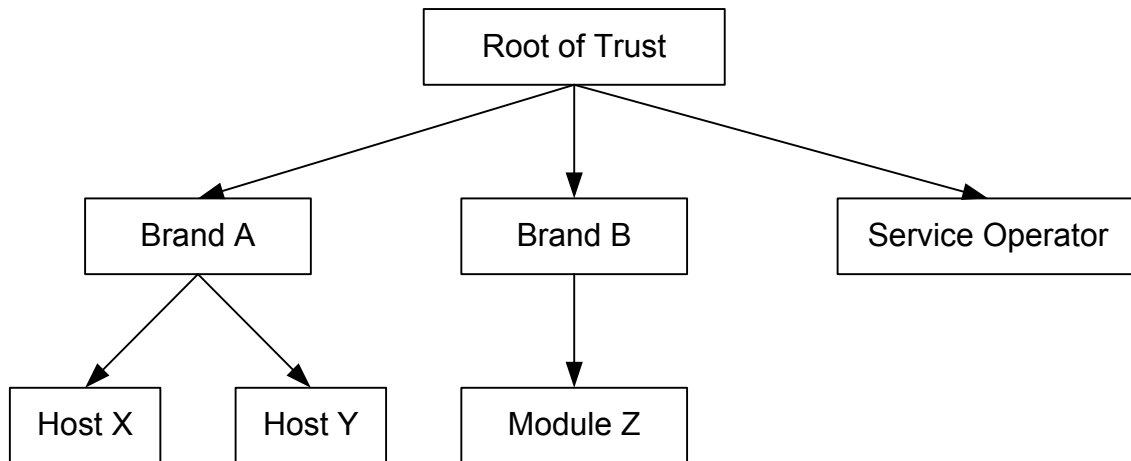 Root of Trust
Brand A
Brand B
Service Operator
Host X
Host Y
Module Z